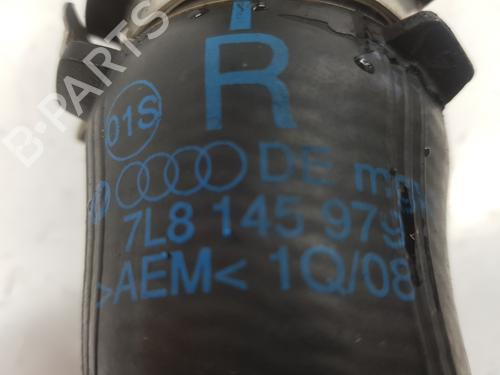 R
01S
DE
7L8 145 979
>AEM< 1Q/08
B-PARTS